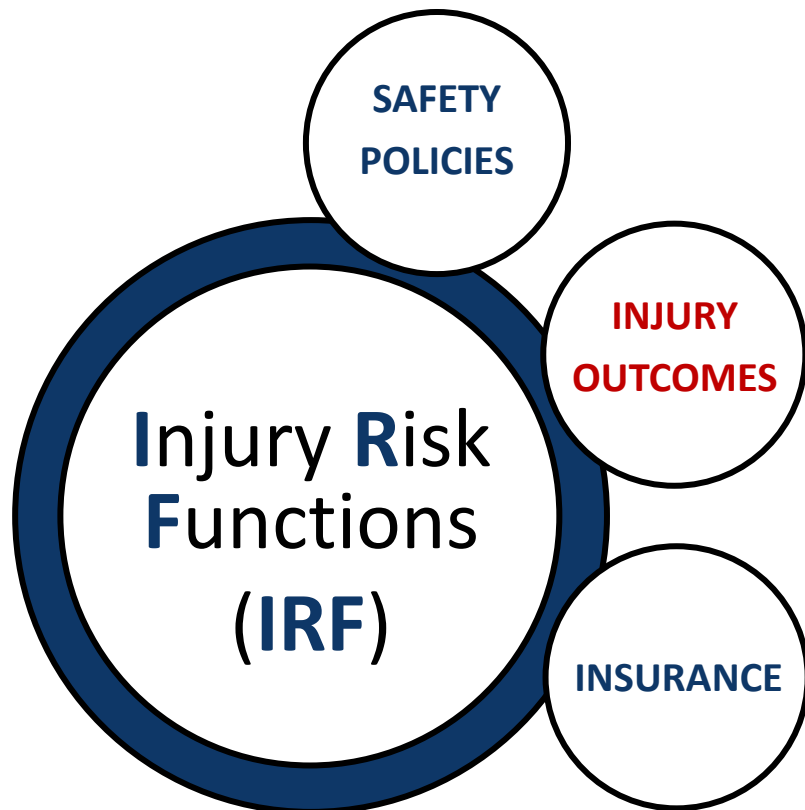 SAFETY
POLICIES
INJURY
OUTCOMES
Injury Risk
Functions
(IRF)
INSURANCE